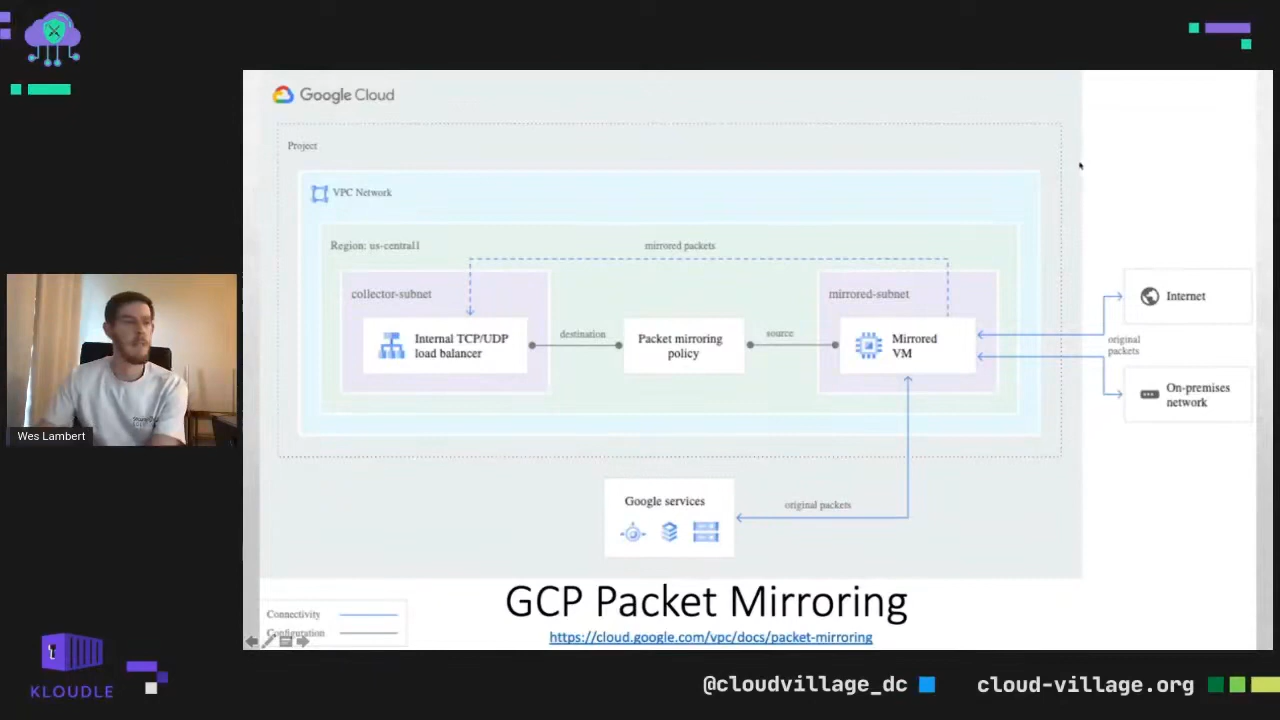 Google Cloud
Project
VPC Network
Region: us-central1
mirrored packets
collector-subnet
mirrored-subnet
Internal TCP/UDP
load balancer
destination
Packet mirroring
policy
source
Mirrored
VM
Internet
original
packets
On-premises
network
Google services
original packets
Wes Lambert
GCP Packet Mirroring
https://cloud.google.com/vpc/docs/packet-mirroring
Connectivity
Configuration
KLOUDLE
@cloudvillage_dc
cloud-village.org